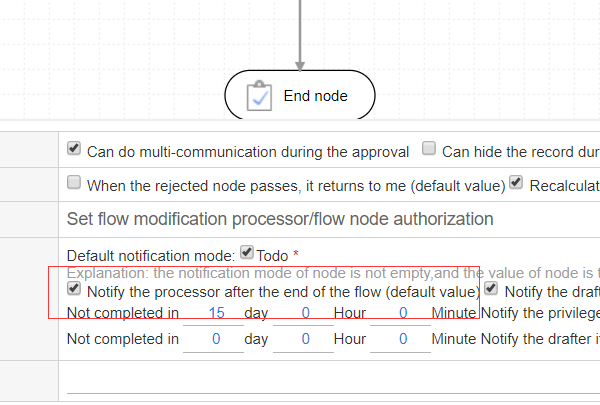 End node
Can do multi-communication during the approval Can hide the record dur
When the rejected node passes, it returns to me (default value) Recalculat
Set flow modification processor/flow node authorization
Default notification mode: Todo *
Explanation: the notification mode of node is not empty,and the value of node is t
Notify the processor after the end of the flow (default value) Notify the draft
Not completed in 15 day 0 Hour 0 Minute Notify the privilege
Not completed in 0 day 0 Hour 0 Minute Notify the drafter i